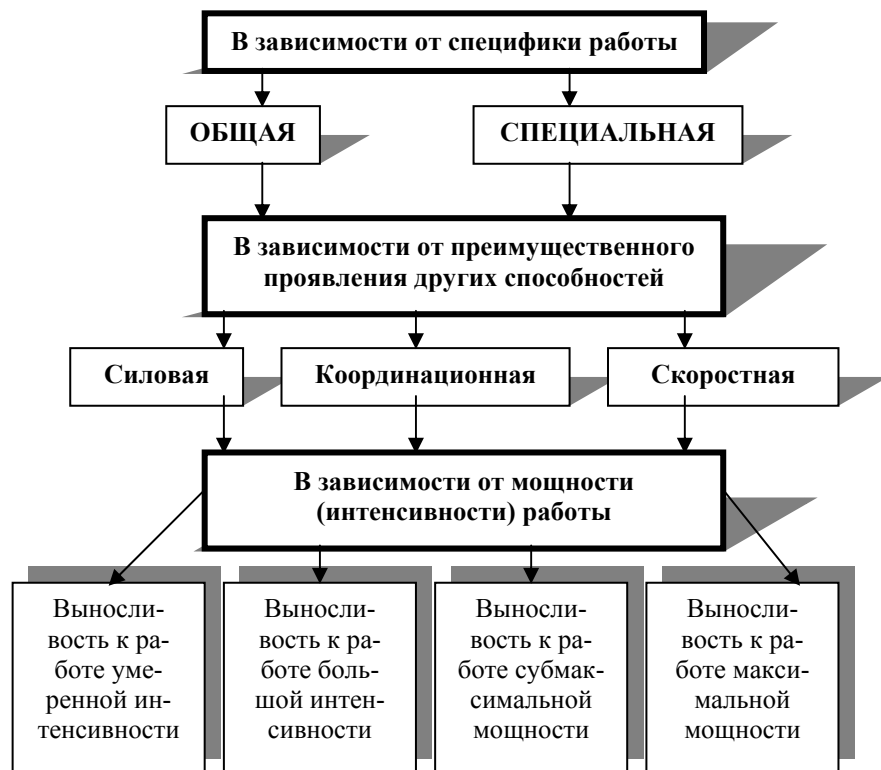 В зависимости от специфики работы
ОБЩАЯ
СПЕЦИАЛЬНАЯ
В зависимости от преимущественного
проявления других способностей
Силовая
Координационная
Скоростная
В зависимости от мощности
(интенсивности) работы
Выносли-
вость к ра-
боте уме-
ренной ин-
тенсивности
Выносли-
вость к ра-
боте боль-
шой интен-
сивности
Выносли-
вость к ра-
боте субмак-
симальной
мощности
Выносли-
вость к ра-
боте макси-
мальной
мощности